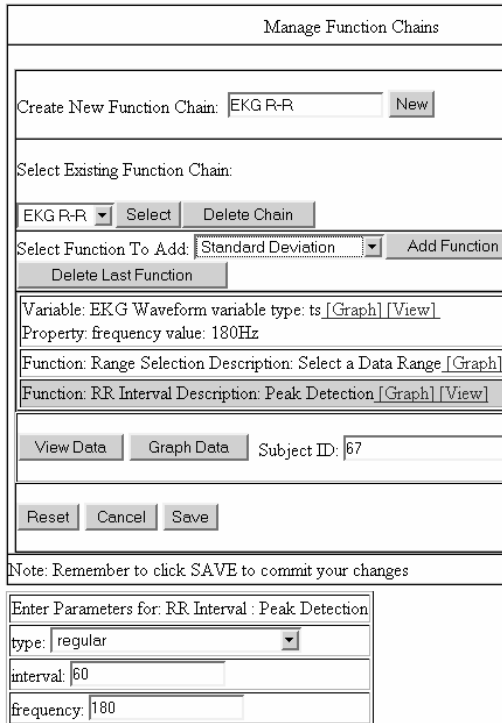 Manage Function Chains
Create New Function Chain: EKG R-R New
Select Existing Function Chain:
EKG R-R Select Delete Chain
Select Function To Add: Standard Deviation Add Function
Delete Last Function
Variable: EKG Waveform variable type: ts [Graph] [View]
Property: frequency value: 180Hz
Function: Range Selection Description: Select a Data Range [Graph]
Function: RR Interval Description: Peak Detection [Graph] [View]
View Data Graph Data Subject ID: 67
Reset Cancel Save
Note: Remember to click SAVE to commit your changes
Enter Parameters for: RR Interval : Peak Detection
type: regular
interval: 60
frequency: 180